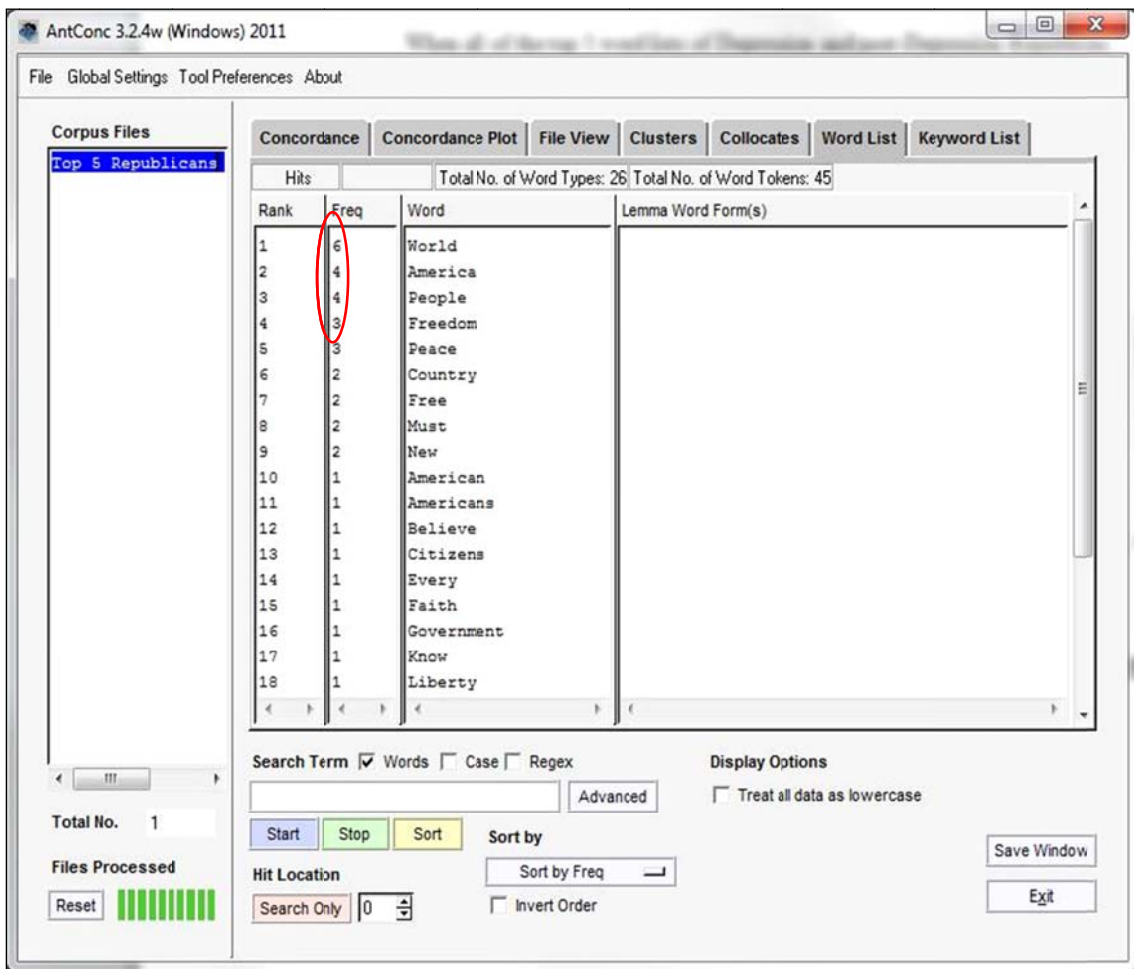 AntConc 3.2.4w (Windows) 2011
File Global Settings Tool Preferences About
Corpus Files
Top 5 Republicans
Concordance Concordance Plot File View Clusters Collocates Word List Keyword List
Hits Total No. of Word Types: 26 Total No. of Word Tokens: 45
Rank Freq Word Lemma Word Form(s)
1 6 World
2 4 America
3 4 People
4 3 Freedom
5 3 Peace
6 2 Country
7 2 Free
8 2 Must
9 2 New
10 1 American
11 1 Americans
12 1 Believe
13 1 Citizens
14 1 Every
15 1 Faith
16 1 Government
17 1 Know
18 1 Liberty
Search Term Words Case Regex
Display Options
Advanced
Treat all data as lowercase
Total No. 1
Start Stop Sort
Sort by
Files Processed
Hit Location
Sort by Freq
Save Window
Reset
Search Only 0
Invert Order
Exit